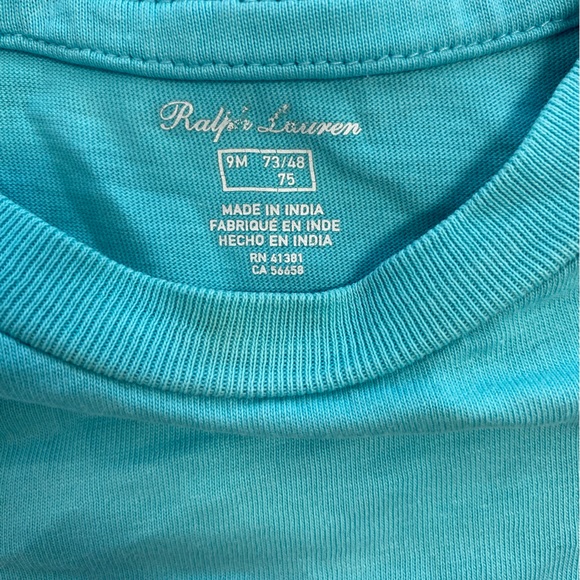 Ralph Lauren
9M 73/48
75
MADE IN INDIA
FABRIQUÉ EN INDE
HECHO EN INDIA
RN 41381
CA 56658